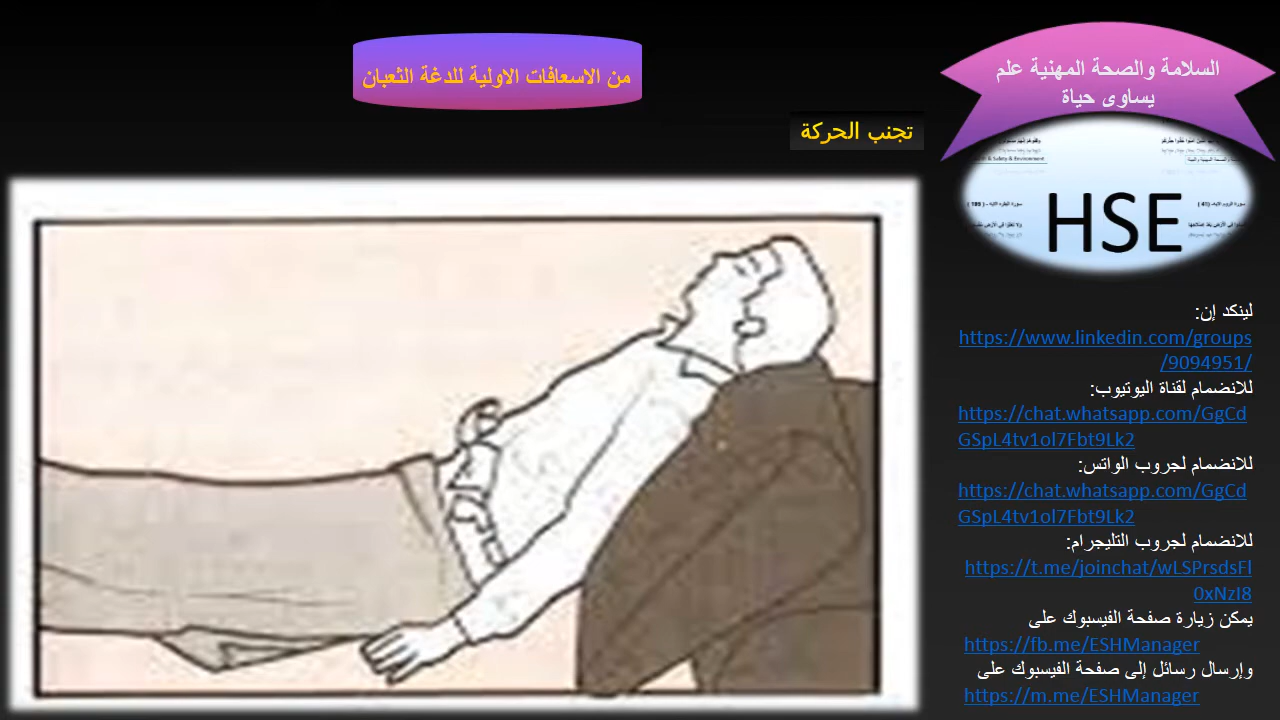 من الاسعافات الاولية للدغة الثعبان
السلامة والصحة المهنية علم
يساوى حياة
تجنب الحركة
& Safety & Environment
HSE
لينكد إن:
https://www.linkedin.com/groups
/9094951/
للانضمام لقناة اليوتيوب:
https://chat.whatsapp.com/GgCd
GSpL4tv1ol7Fbt9Lk2
للانضمام لجروب الواتس:
https://chat.whatsapp.com/GgCd
GSpL4tv1ol7Fbt9Lk2
للانضمام لجروب التليجرام:
https://t.me/joinchat/wLSPrsdsFl
0xNzI8
يمكن زيارة صفحة الفيسبوك على
https://fb.me/ESHManager
وإرسال رسائل إلى صفحة الفيسبوك على
https://m.me/ESHManager